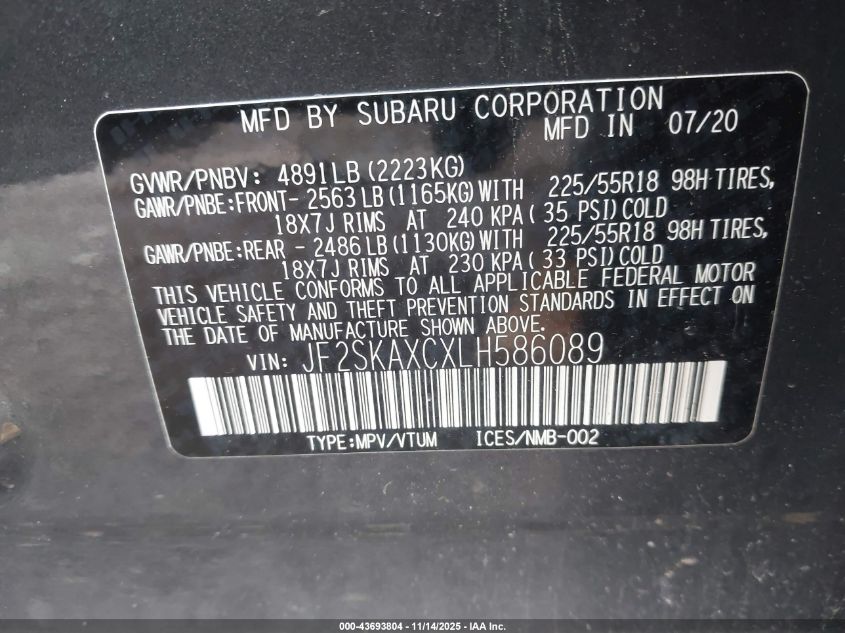 MFD BY SUBARU CORPORATION
MFD IN 07/20
GVWR/PNBV: 4891LB(2223KG)
GAWR/PNBE:FRONT- 2563LB(1165KG)WITH 225/55R18 98H TIRES,
18X7J RIMS AT 240 KPA( 35 PSI)COLD
GAWR/PNBE:REAR - 2486LB(1130KG)WITH 225/55R18 98H TIRES,
18X7J RIMS AT 230 KPA( 33 PSI)COLD
THIS VEHICLE CONFORMS TO ALL APPLICABLE FEDERAL MOTOR
VEHICLE SAFETY AND THEFT PREVENTION STANDARDS IN EFFECT ON
THE DATE OF MANUFACTURE SHOWN ABOVE.
VIN: JF2SKAXCXLH586089
TYPE:MPV/VTUM ICES/NMB-002
000-43693804 - 11/14/2025 - IAA Inc.